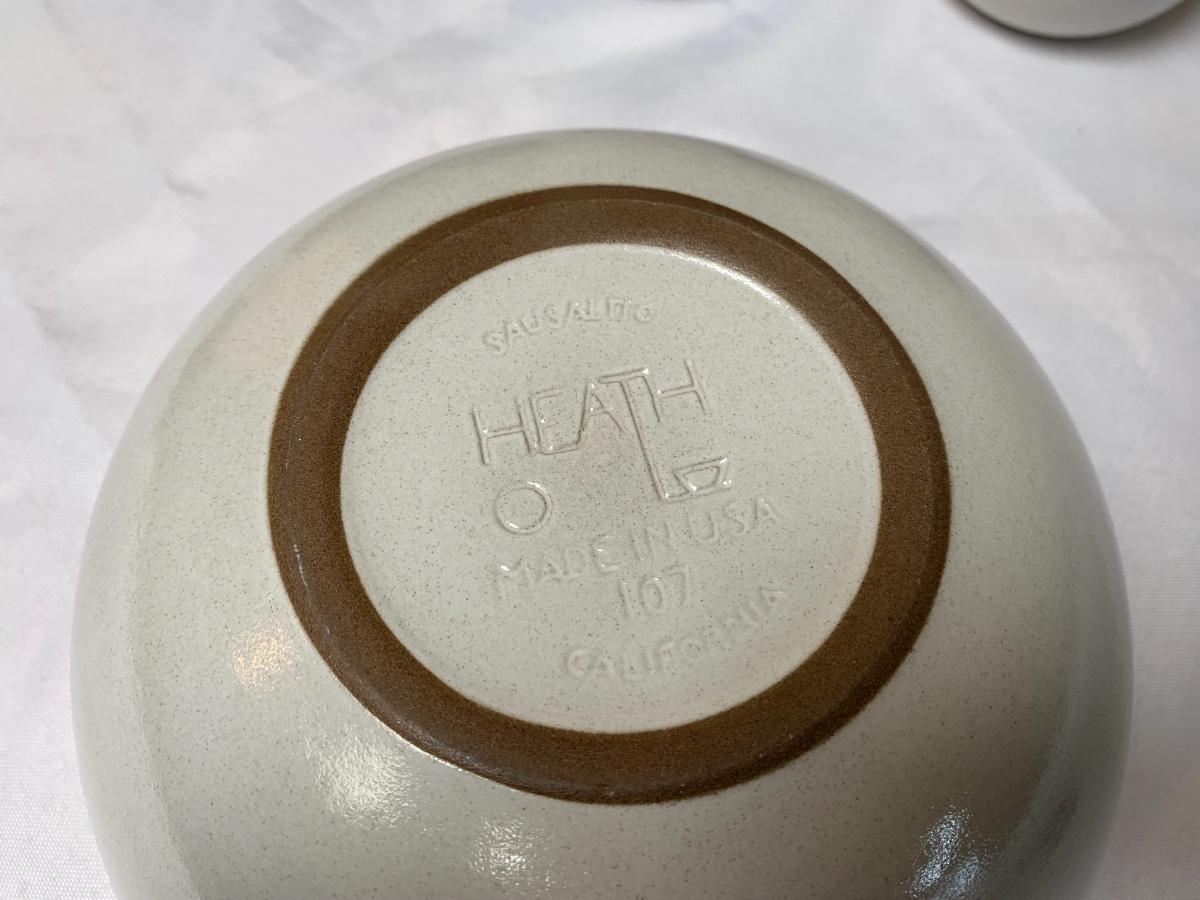 SAUSALITO
HEATH
MADE IN USA
107
CALIFORNIA